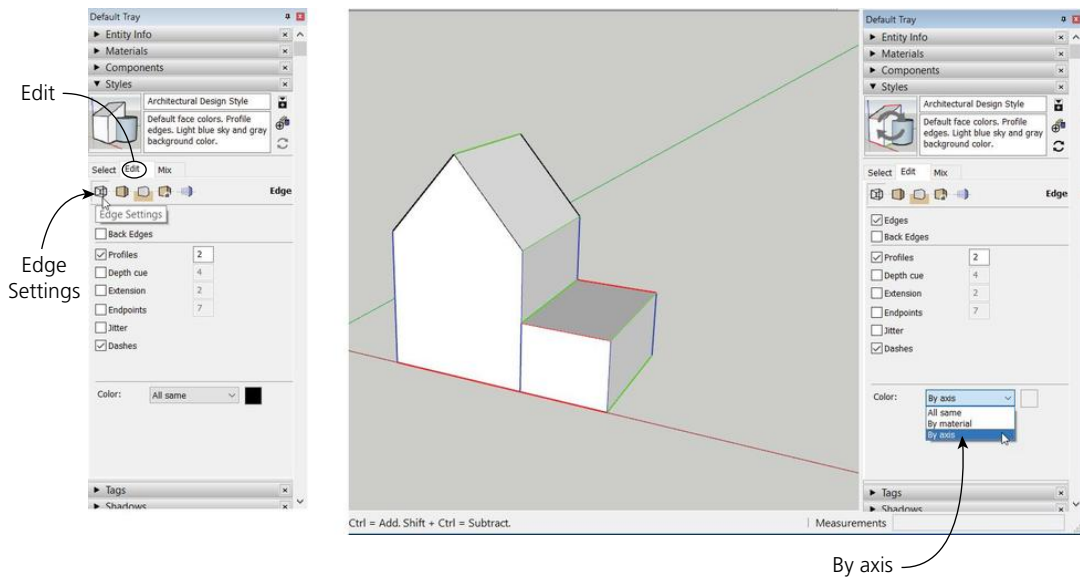 Default Tray
Entity Info
Materials
Components
Styles
Edit
Architectural Design Style
Default face colors. Profile
edges. Light blue sky and gray
background color.
Select Edit Mix
Edge
Edge Settings
Back Edges
Edge
Settings
Profiles 2
Depth cue 4
Extension 2
Endpoints 7
Jitter
Dashes
Color: All same
Tags
Shadows
Ctrl = Add. Shift + Ctrl = Subtract.
Measurements
Default Tray
Entity Info
Materials
Components
Styles
Architectural Design Style
Default face colors. Profile
edges. Light blue sky and gray
background color.
Select Edit Mix
Edge
Edges
Back Edges
Profiles 2
Depth cue 4
Extension 2
Endpoints 7
Jitter
Dashes
Color: By axis
All same
By material
By axis
Tags
Shadows
By axis